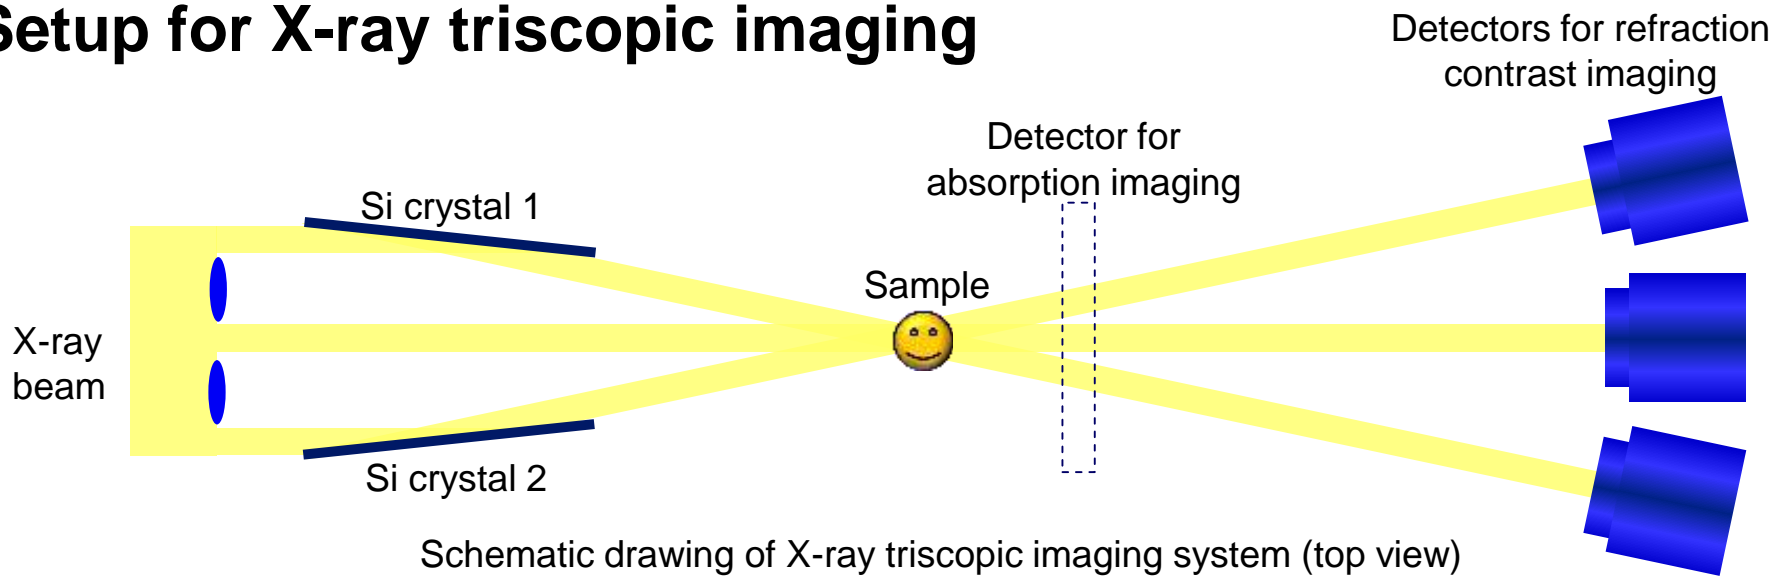 Setup for X-ray triscopic imaging
Detectors for refraction
contrast imaging
Detector for
absorption imaging
Si crystal 1
Sample
X-ray
beam
Si crystal 2
Schematic drawing of X-ray triscopic imaging system (top view)